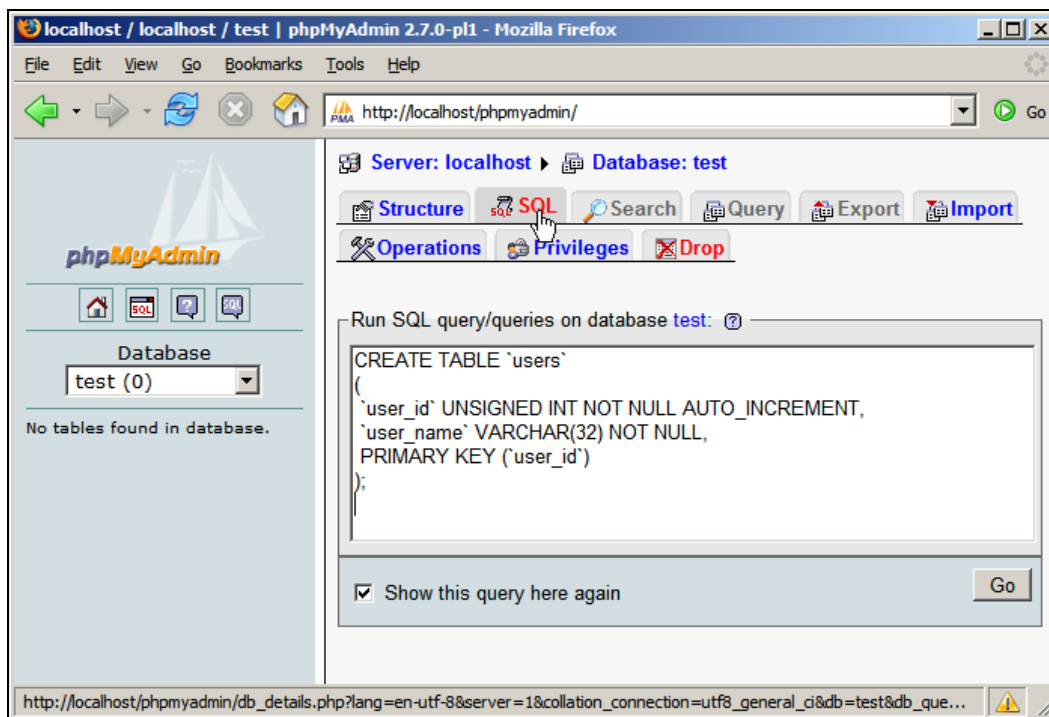 localhost / localhost / test | phpMyAdmin 2.7.0-pl1 - Mozilla Firefox
File Edit View Go Bookmarks Tools Help
PMA http://localhost/phpmyadmin/ Go
phpMyAdmin
SQL ? SQL
Database
test (0)
No tables found in database.
Server: localhost Database: test
Structure SQL SQL Search Query Export Import
Operations Privileges Drop
Run SQL query/queries on database test: ?
CREATE TABLE `users`
(
`user_id` UNSIGNED INT NOT NULL AUTO_INCREMENT,
`user_name` VARCHAR(32) NOT NULL,
PRIMARY KEY (`user_id`)
);
Show this query here again
Go
http://localhost/phpmyadmin/db_details.php?lang=en-utf-8&server=1&collation_connection=utf8_general_ci&db=test&db_que...